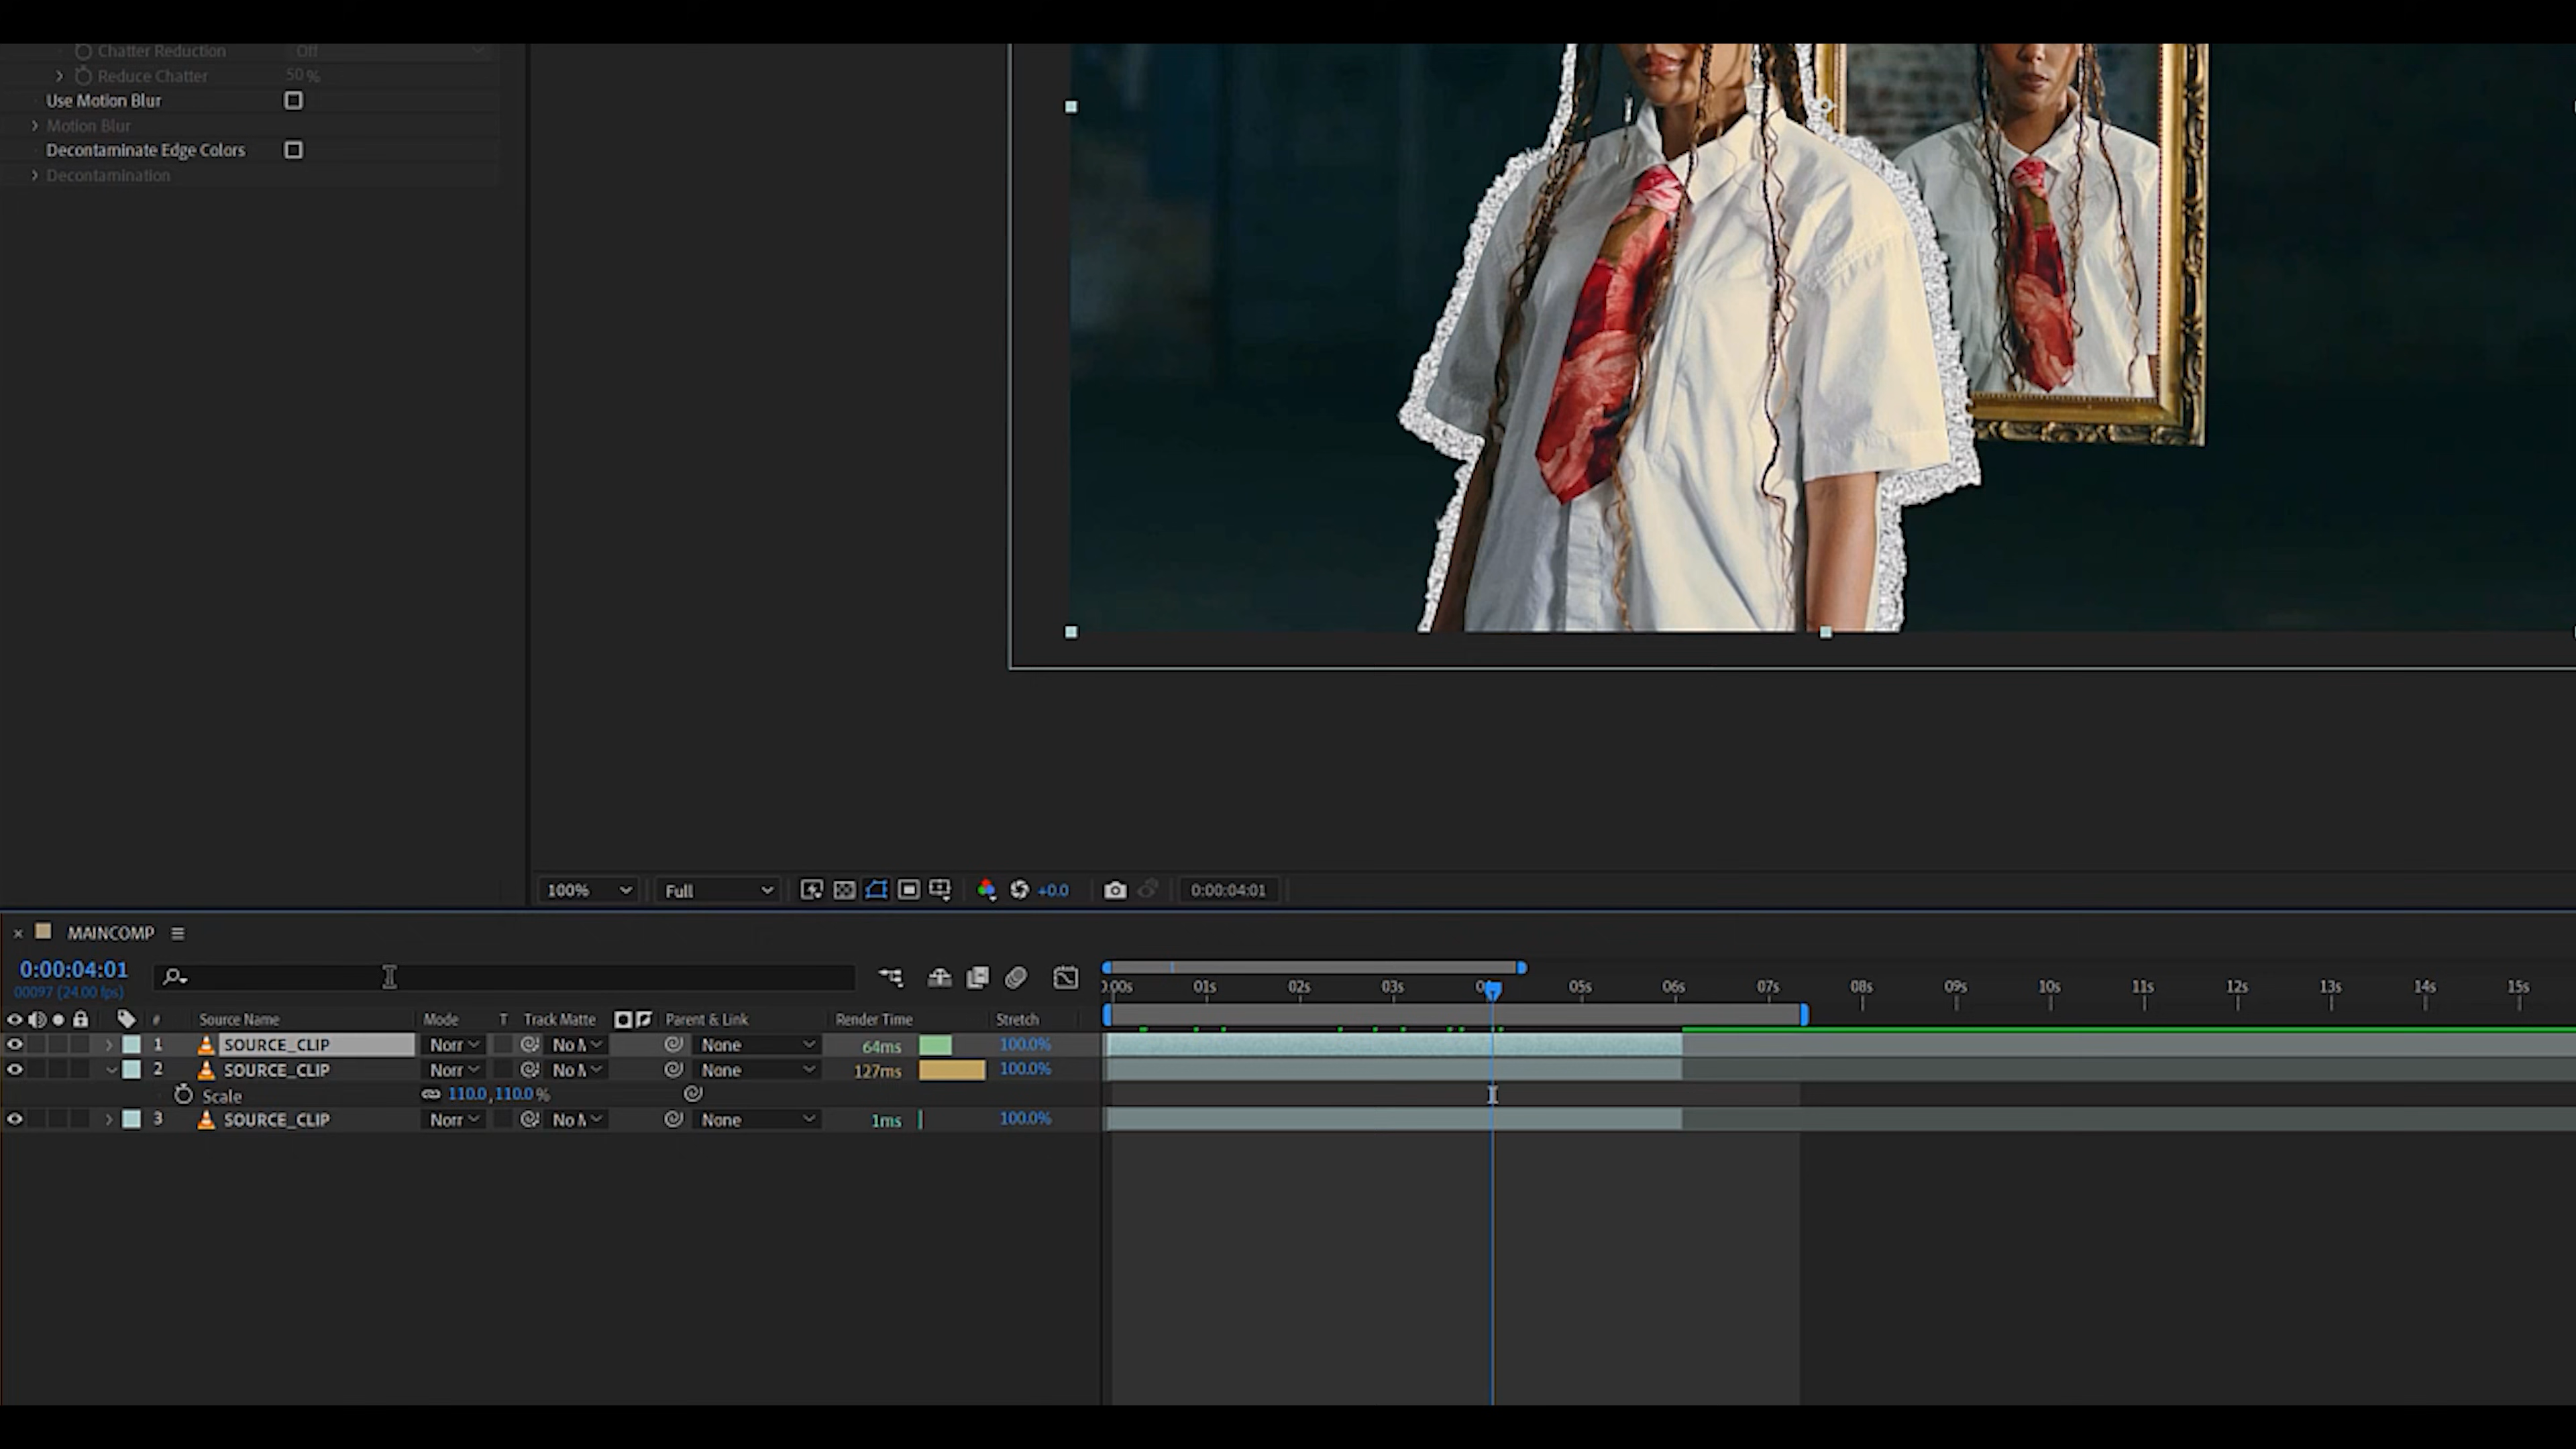 Chatter Reduction Off
Reduce Chatter 50 %
Use Motion Blur
Motion Blur
Decontaminate Edge Colors
Decontamination
100% Full +0.0 0:00:04:01
MAINCOMP
0:00:04:01
00097 (24.00 fps)
0:00s 01s 02s 03s 05s 06s 07s 08s 09s 10s 11s 12s 13s 14s 15s
# Source Name Mode T Track Matte Parent & Link Render Time Stretch
1 SOURCE_CLIP Norr No M None 64ms 100.0%
2 SOURCE_CLIP Norr No M None 127ms 100.0%
Scale 110.0, 110.0 %
3 SOURCE_CLIP Norr No M None 1ms 100.0%